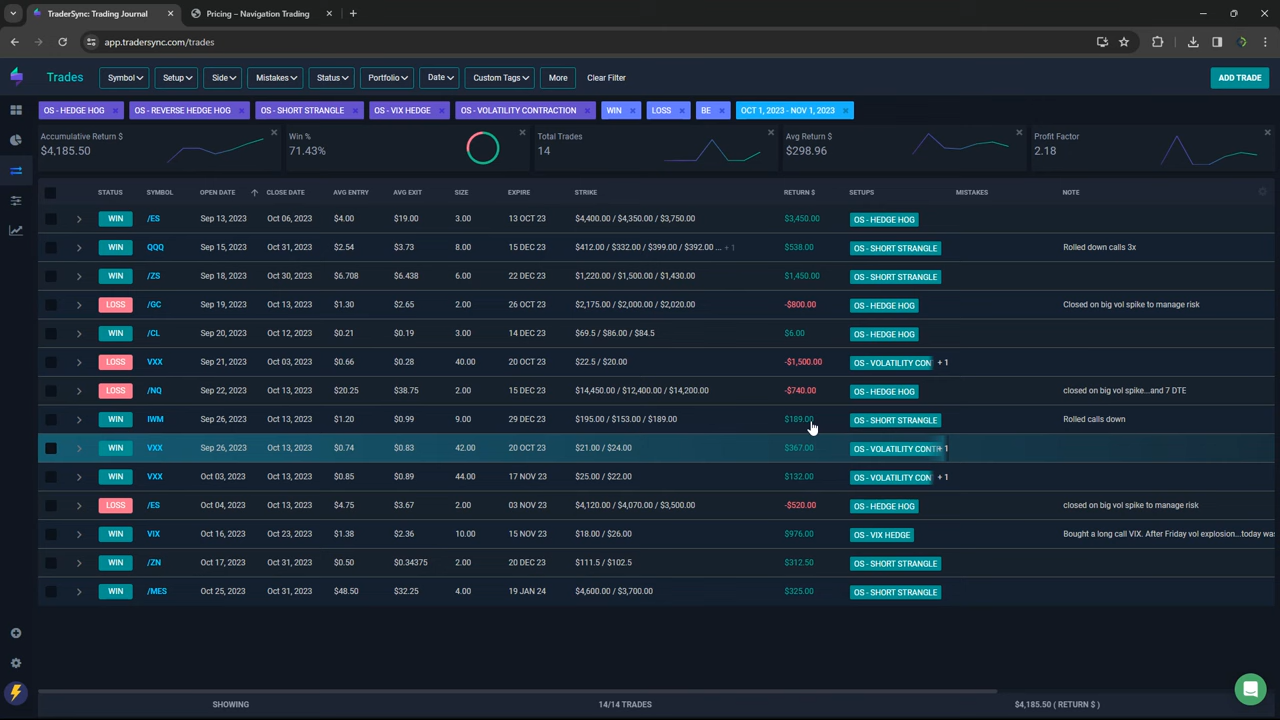 TraderSync: Trading Journal × Pricing – Navigation Trading × +
app.tradersync.com/trades
Trades Symbol Setup Side Mistakes Status Portfolio Date Custom Tags More Clear Filter ADD TRADE
OS - HEDGE HOG × OS - REVERSE HEDGE HOG × OS - SHORT STRANGLE × OS - VIX HEDGE × OS - VOLATILITY CONTRACTION × WIN × LOSS × BE × OCT 1, 2023 - NOV 1, 2023 ×
Accumulative Return $ Win % Total Trades Avg Return $ Profit Factor
$4,185.50 71.43% 14 $298.96 2.18
STATUS SYMBOL OPEN DATE CLOSE DATE AVG ENTRY AVG EXIT SIZE EXPIRE STRIKE RETURN $ SETUPS MISTAKES NOTE
WIN /ES Sep 13, 2023 Oct 06, 2023 $4.00 $19.00 3.00 13 OCT 23 $4,400.00 / $4,350.00 / $3,750.00 $3,450.00 OS - HEDGE HOG
WIN QQQ Sep 15, 2023 Oct 31, 2023 $2.54 $3.73 8.00 15 DEC 23 $412.00 / $332.00 / $399.00 / $392.00 ... + 1 $538.00 OS - SHORT STRANGLE Rolled down calls 3x
WIN /ZS Sep 18, 2023 Oct 30, 2023 $6.708 $6.438 6.00 22 DEC 23 $1,220.00 / $1,500.00 / $1,430.00 $1,450.00 OS - SHORT STRANGLE
LOSS /GC Sep 19, 2023 Oct 13, 2023 $1.30 $2.65 2.00 26 OCT 23 $2,175.00 / $2,000.00 / $2,020.00 -$800.00 OS - HEDGE HOG Closed on big vol spike to manage risk
WIN /CL Sep 20, 2023 Oct 12, 2023 $0.21 $0.19 3.00 14 DEC 23 $69.5 / $86.00 / $84.5 $6.00 OS - HEDGE HOG
LOSS VXX Sep 21, 2023 Oct 03, 2023 $0.66 $0.28 40.00 20 OCT 23 $22.5 / $20.00 -$1,500.00 OS - VOLATILITY CON + 1
LOSS /NQ Sep 22, 2023 Oct 13, 2023 $20.25 $38.75 2.00 15 DEC 23 $14,450.00 / $12,400.00 / $14,200.00 -$740.00 OS - HEDGE HOG closed on big vol spike...and 7 DTE
WIN IWM Sep 26, 2023 Oct 13, 2023 $1.20 $0.99 9.00 29 DEC 23 $195.00 / $153.00 / $189.00 $189.00 OS - SHORT STRANGLE Rolled calls down
WIN VXX Sep 26, 2023 Oct 13, 2023 $0.74 $0.83 42.00 20 OCT 23 $21.00 / $24.00 $367.00 OS - VOLATILITY CONT + 1
WIN VXX Oct 03, 2023 Oct 13, 2023 $0.85 $0.89 44.00 17 NOV 23 $25.00 / $22.00 $132.00 OS - VOLATILITY CON + 1
LOSS /ES Oct 04, 2023 Oct 13, 2023 $4.75 $3.67 2.00 03 NOV 23 $4,120.00 / $4,070.00 / $3,500.00 -$520.00 OS - HEDGE HOG closed on big vol spike to manage risk
WIN VIX Oct 16, 2023 Oct 23, 2023 $1.38 $2.36 10.00 15 NOV 23 $18.00 / $26.00 $976.00 OS - VIX HEDGE Bought a long call VIX. After Friday vol explosion...today was
WIN /ZN Oct 17, 2023 Oct 31, 2023 $0.50 $0.34375 2.00 20 DEC 23 $111.5 / $102.5 $312.50 OS - SHORT STRANGLE
WIN /MES Oct 25, 2023 Oct 31, 2023 $48.50 $32.25 4.00 19 JAN 24 $4,600.00 / $3,700.00 $325.00 OS - SHORT STRANGLE
SHOWING 14/14 TRADES $4,185.50 ( RETURN $ )